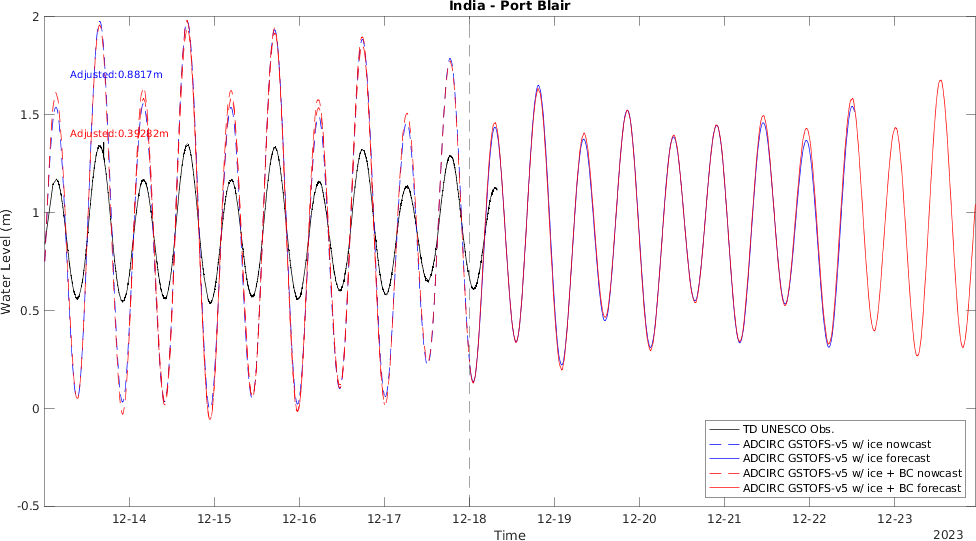 India - Port Blair
2
1.5
1
0.5
0
-0.5
Water Level (m)
Adjusted:0.8817m
Adjusted:0.39282m
TD UNESCO Obs.
ADCIRC GSTOFS-v5 w/ ice nowcast
ADCIRC GSTOFS-v5 w/ ice forecast
ADCIRC GSTOFS-v5 w/ ice + BC nowcast
ADCIRC GSTOFS-v5 w/ ice + BC forecast
12-14 12-15 12-16 12-17 12-18 12-19 12-20 12-21 12-22 12-23
Time
2023